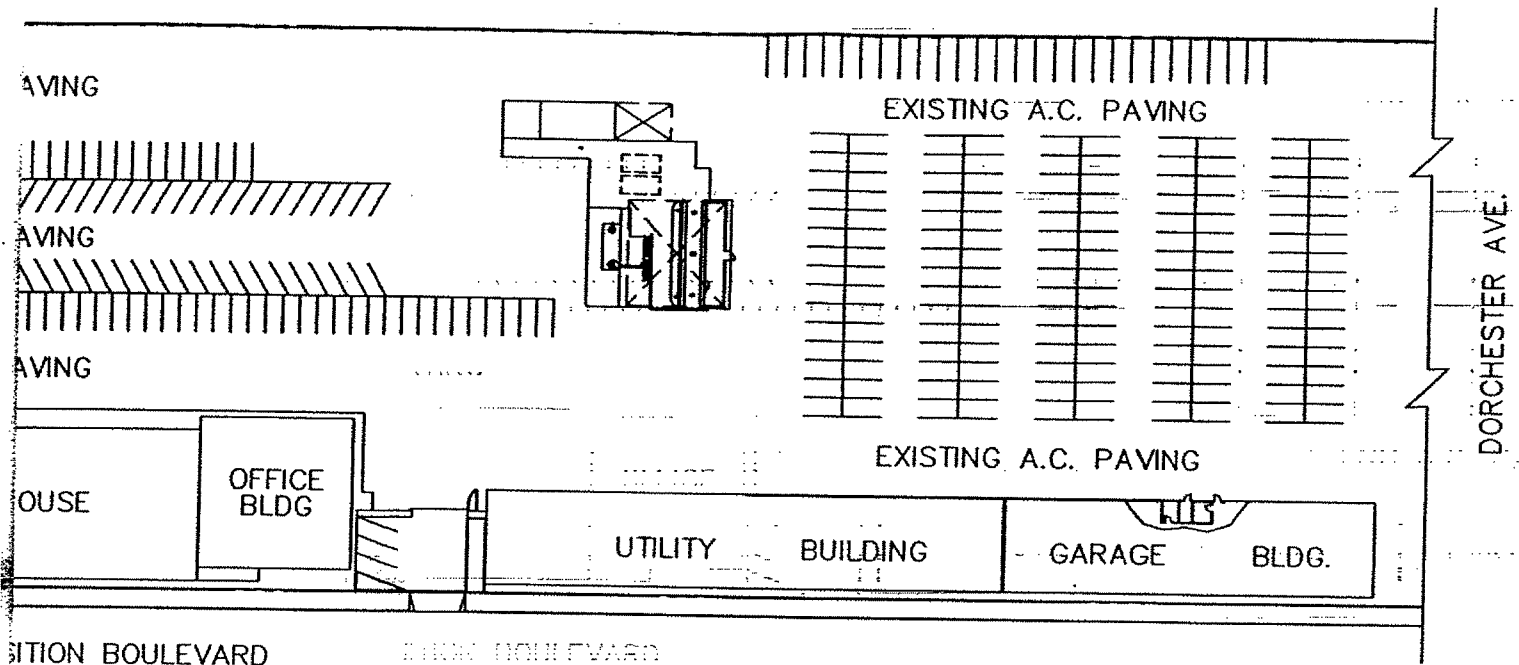 AVING
EXISTING A.C. PAVING
AVING
DORCHESTER AVE.
AVING
EXISTING A.C. PAVING
OFFICE
BLDG
OUSE
UTILITY BUILDING
GARAGE BLDG.
SITION BOULEVARD